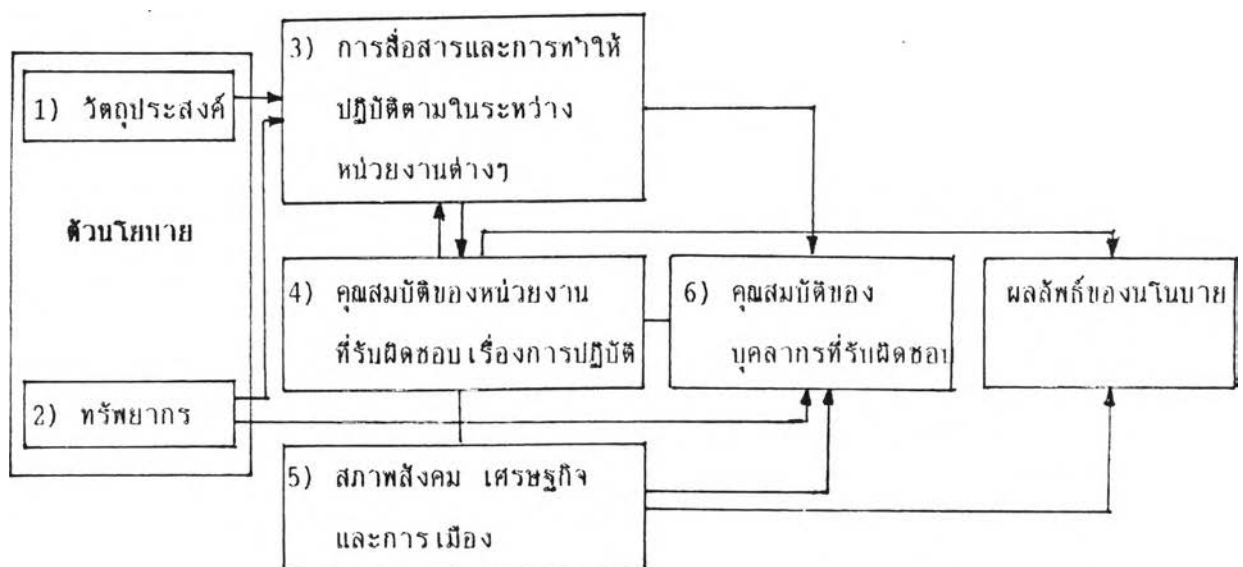 3) การสื่อสารและการทำให้
ปฏิบัติตามในระหว่าง
หน่วยงานต่างๆ
1) วัตถุประสงค์
ตัวนโยบาย
2) ทรัพยากร
4) คุณสมบัติของหน่วยงาน
ที่รับผิดชอบเรื่องการปฏิบัติ
6) คุณสมบัติของ
บุคลากรที่รับผิดชอบ
ผลลัพธ์ของนโนบาย
5) สภาพสังคม เศรษฐกิจ
และการเมือง